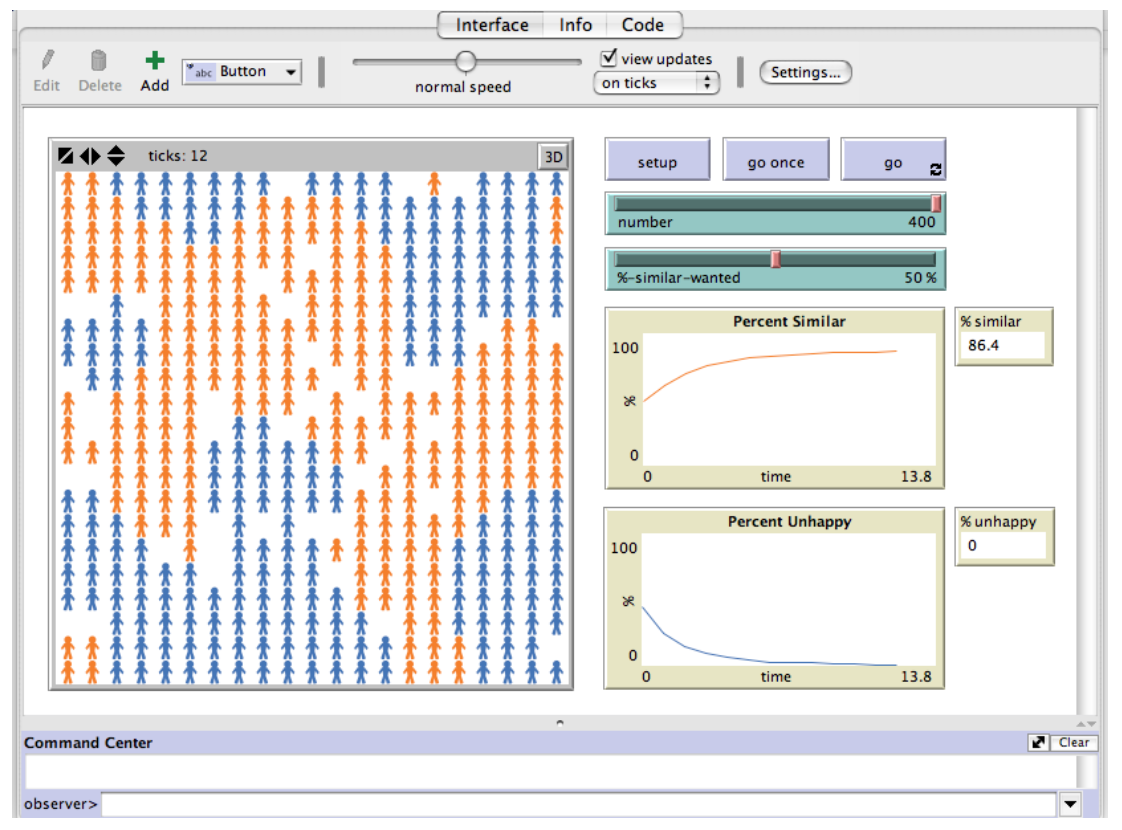 Interface Info Code
Edit Delete Add abc Button normal speed view updates on ticks Settings...
ticks: 12 3D
setup go once go
number 400
%-similar-wanted 50 %
Percent Similar
100
%
0
0 time 13.8
% similar
86.4
Percent Unhappy
100
%
0
0 time 13.8
% unhappy
0
Command Center Clear
observer>